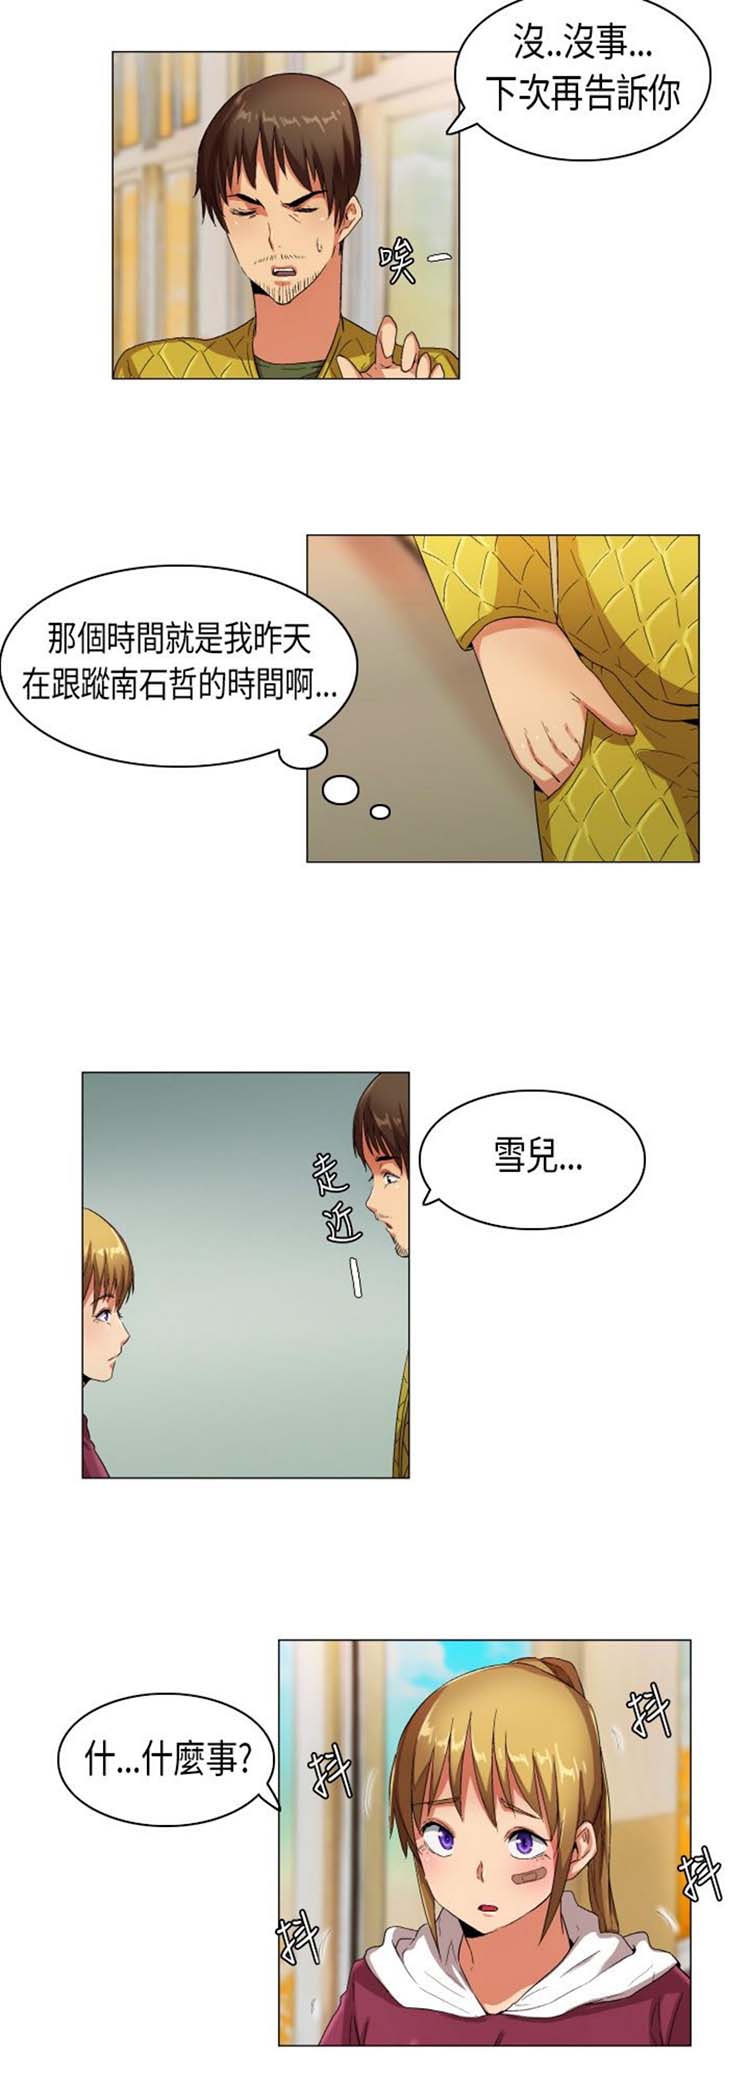 沒..沒事...
下次再告訴你
唉一
那個時間就是我昨天
在跟蹤南石哲的時間啊...
雪兒...
走近一
什...什麼事?
抖
抖
抖
抖